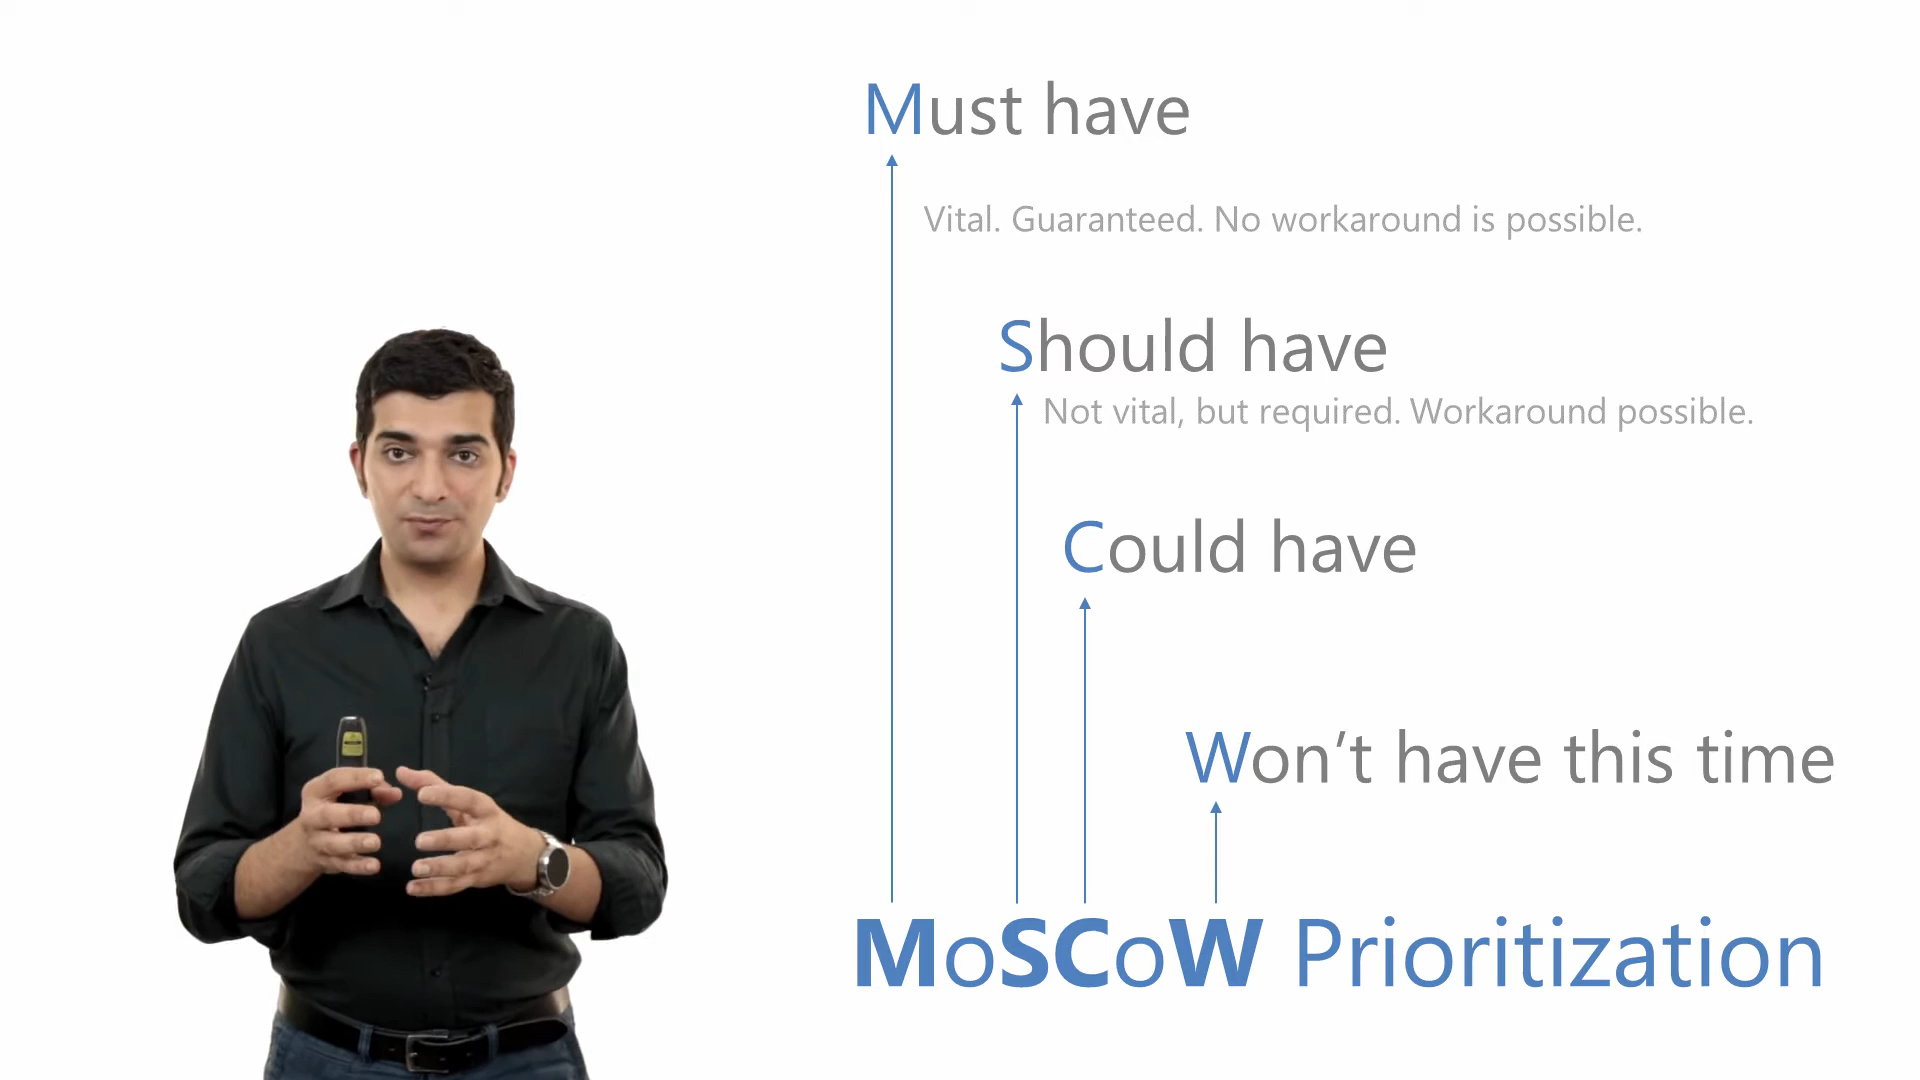 Must have
Vital. Guaranteed. No workaround is possible.
Should have
Not vital, but required. Workaround possible.
Could have
Won’t have this time
MoSCoW Prioritization